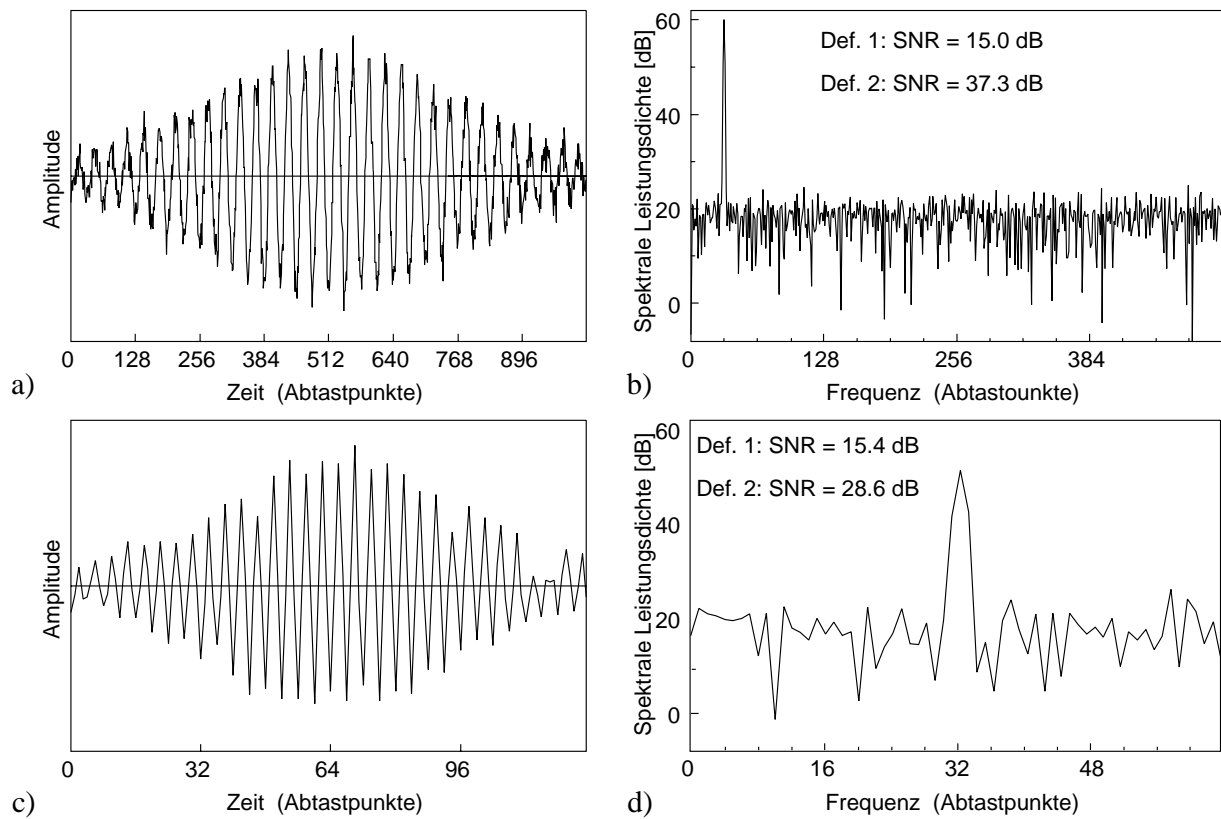 Amplitude
0 128 256 384 512 640 768 896
Zeit (Abtastpunkte)
a)
Spektrale Leistungsdichte [dB]
60
60
20
0
Def. 1: SNR = 15.0 dB
Def. 2: SNR = 37.3 dB
0 128 256 384
Frequenz (Abtastounkte)
b)
Amplitude
0 32 64 96
Zeit (Abtastpunkte)
c)
Spektrale Leistungsdichte [dB]
60
40
20
0
Def. 1: SNR = 15.4 dB
Def. 2: SNR = 28.6 dB
0 16 32 48
Frequenz (Abtastpunkte)
d)